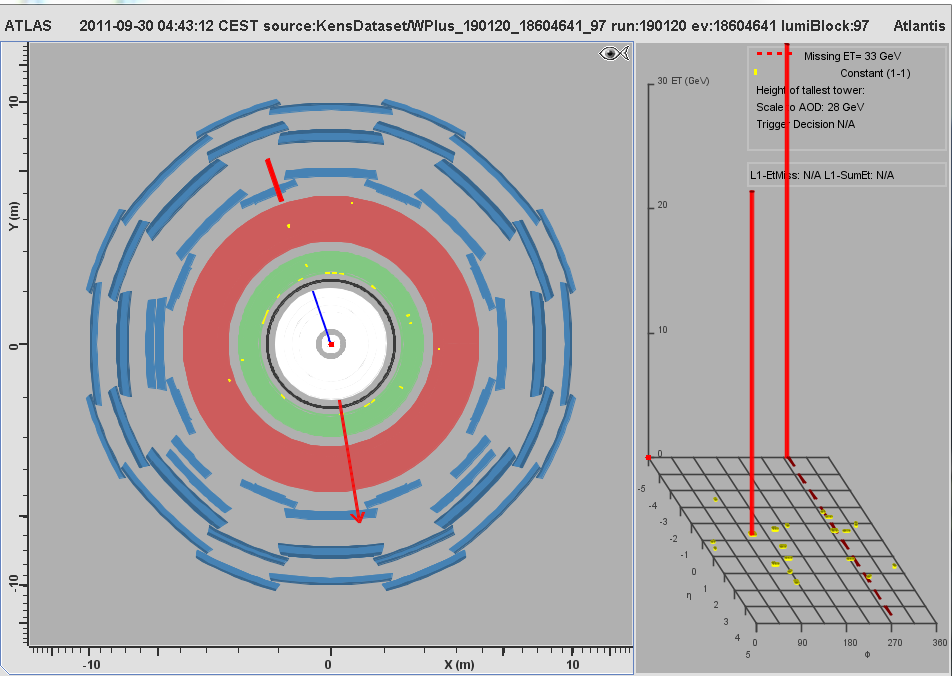 ATLAS 2011-09-30 04:43:12 CEST source:KensDataset/WPlus_190120_18604641_97 run:190120 ev:18604641 lumiBlock:97 Atlantis
10
Y (m)
0
-10
-10
0
X (m)
10
30 ET (GeV)
20
10
0
Missing ET= 33 GeV
Constant (1-1)
Height of tallest tower:
Scale to AOD: 28 GeV
Trigger Decision N/A
L1-EtMiss: N/A L1-SumEt: N/A
-5
-4
-3
-2
-1
0
η
1
2
3
4
5
0
90
180
270
360
Φ